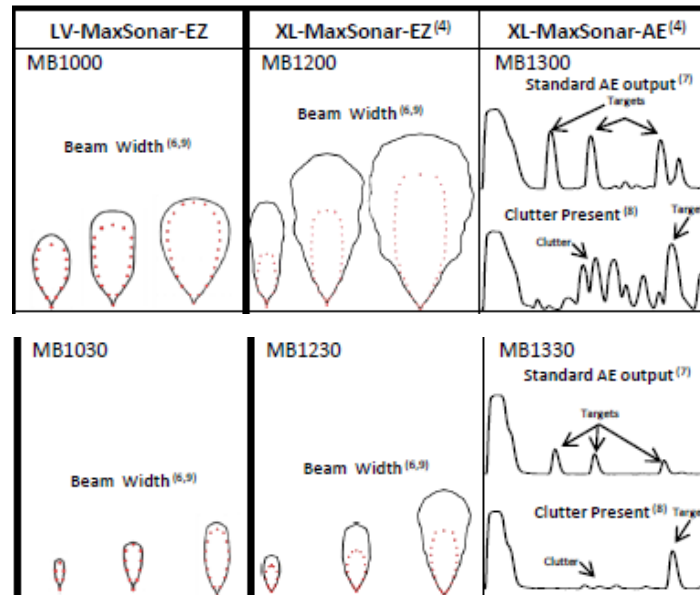 LV-MaxSonar-EZ
XL-MaxSonar-EZ(4)
XL-MaxSonar-AE(4)
MB1000
Beam Width (6,9)
MB1200
Beam Width (6,9)
MB1300
Standard AE output (7)
Targets
Clutter Present (8)
Targe
Clutter
MB1030
Beam Width (6,9)
MB1230
Beam Width (6,9)
MB1330
Standard AE output (7)
Targets
Clutter Present (8)
Targe
Clutter